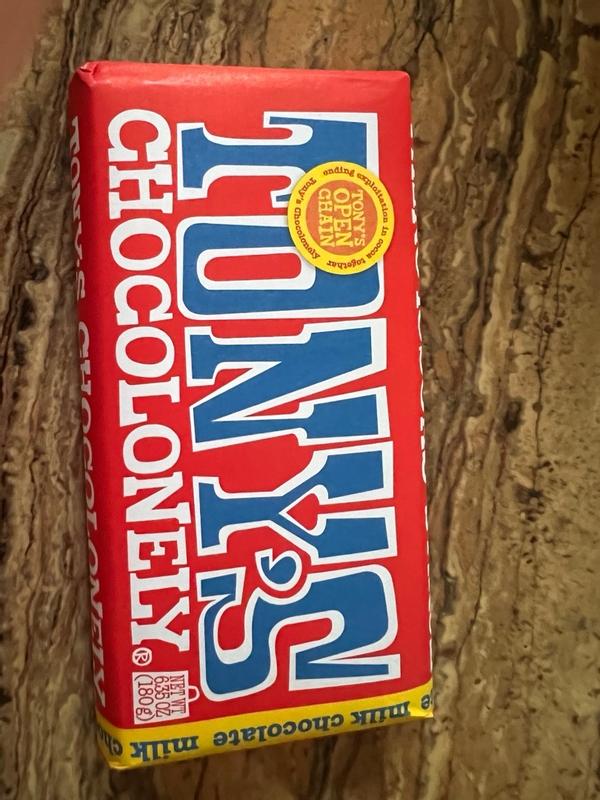 TONY'S
CHOCOLONELY®
Tony's Chocolonely
ending exploitation in cocoa together
TONY'S
OPEN
CHAIN
NET WT
6.35 OZ
(180g)
milk chocolate milk ch
TONY'S CHOCOLONELY